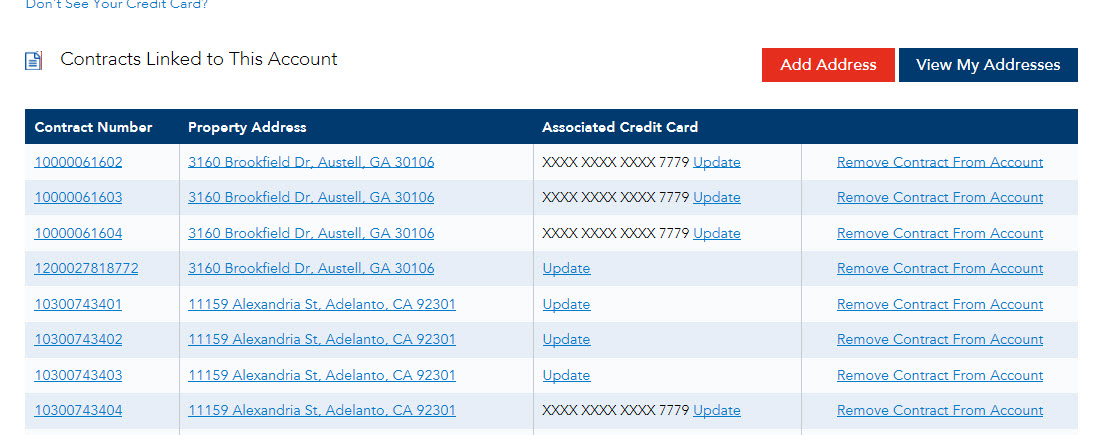 Don't See Your Credit Card?
Contracts Linked to This Account
Add Address
View My Addresses
Contract Number Property Address Associated Credit Card
10000061602 3160 Brookfield Dr, Austell, GA 30106 XXXX XXXX XXXX 7779 Update Remove Contract From Account
10000061603 3160 Brookfield Dr, Austell, GA 30106 XXXX XXXX XXXX 7779 Update Remove Contract From Account
10000061604 3160 Brookfield Dr, Austell, GA 30106 XXXX XXXX XXXX 7779 Update Remove Contract From Account
1200027818772 3160 Brookfield Dr, Austell, GA 30106 Update Remove Contract From Account
10300743401 11159 Alexandria St, Adelanto, CA 92301 Update Remove Contract From Account
10300743402 11159 Alexandria St, Adelanto, CA 92301 Update Remove Contract From Account
10300743403 11159 Alexandria St, Adelanto, CA 92301 Update Remove Contract From Account
10300743404 11159 Alexandria St, Adelanto, CA 92301 XXXX XXXX XXXX 7779 Update Remove Contract From Account